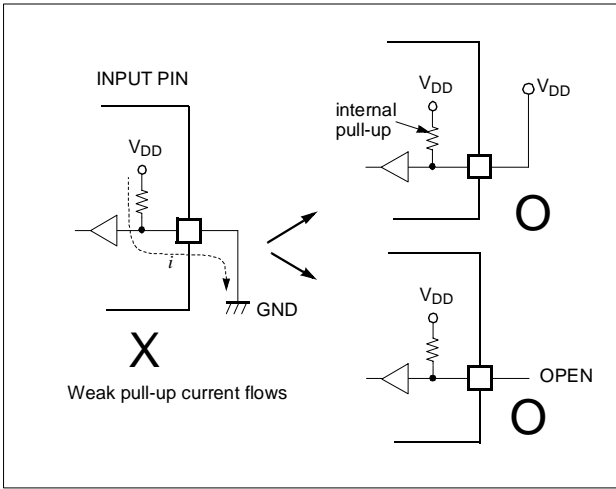 INPUT PIN
VDD
i
GND
X
Weak pull-up current flows
internal
pull-up
VDD
VDD
O
VDD
OPEN
O